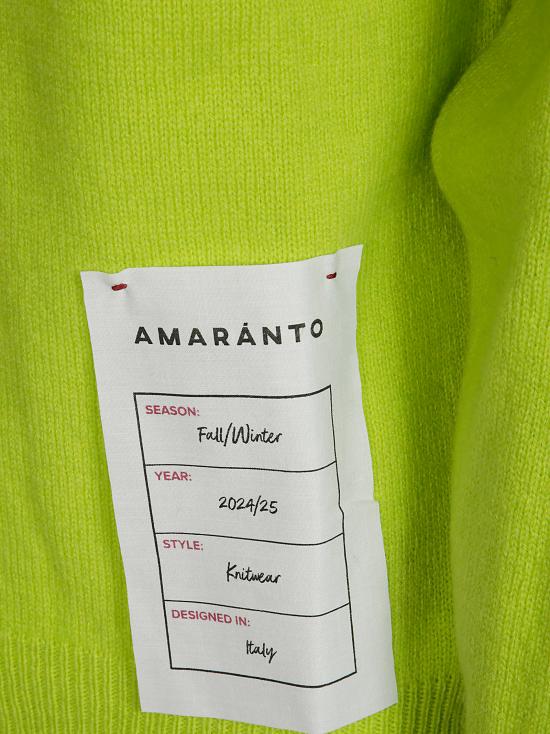 AMARÁNTO
SEASON:
Fall/Winter
YEAR:
2024/25
STYLE:
Knitwear
DESIGNED IN:
Italy